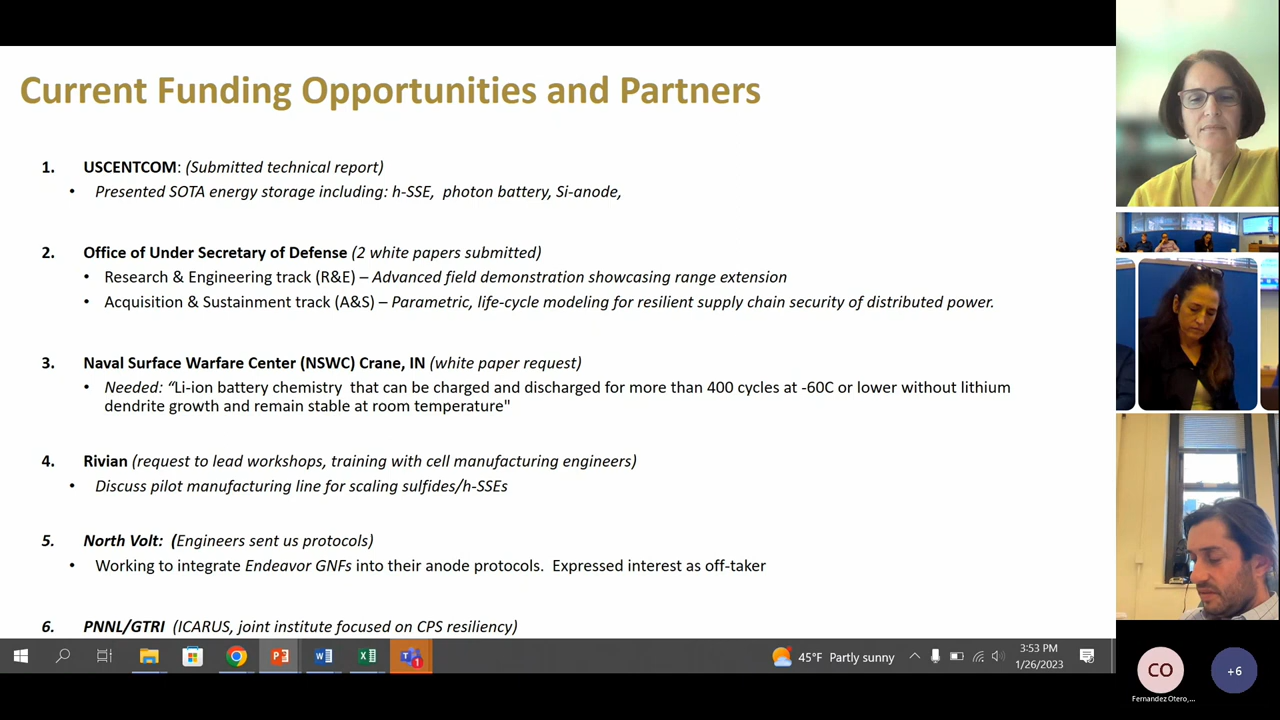 Current Funding Opportunities and Partners
1. USCENTCOM: (Submitted technical report)
• Presented SOTA energy storage including: h-SSE, photon battery, Si-anode,
2. Office of Under Secretary of Defense (2 white papers submitted)
• Research & Engineering track (R&E) – Advanced field demonstration showcasing range extension
• Acquisition & Sustainment track (A&S) – Parametric, life-cycle modeling for resilient supply chain security of distributed power.
3. Naval Surface Warfare Center (NSWC) Crane, IN (white paper request)
• Needed: “Li-ion battery chemistry that can be charged and discharged for more than 400 cycles at -60C or lower without lithium
dendrite growth and remain stable at room temperature"
4. Rivian (request to lead workshops, training with cell manufacturing engineers)
• Discuss pilot manufacturing line for scaling sulfides/h-SSEs
5. North Volt: (Engineers sent us protocols)
• Working to integrate Endeavor GNFs into their anode protocols. Expressed interest as off-taker
6. PNNL/GTRI (ICARUS, joint institute focused on CPS resiliency)
1
45°F Partly sunny
3:53 PM
1/26/2023
CO
+6
Fernandez Otero,...